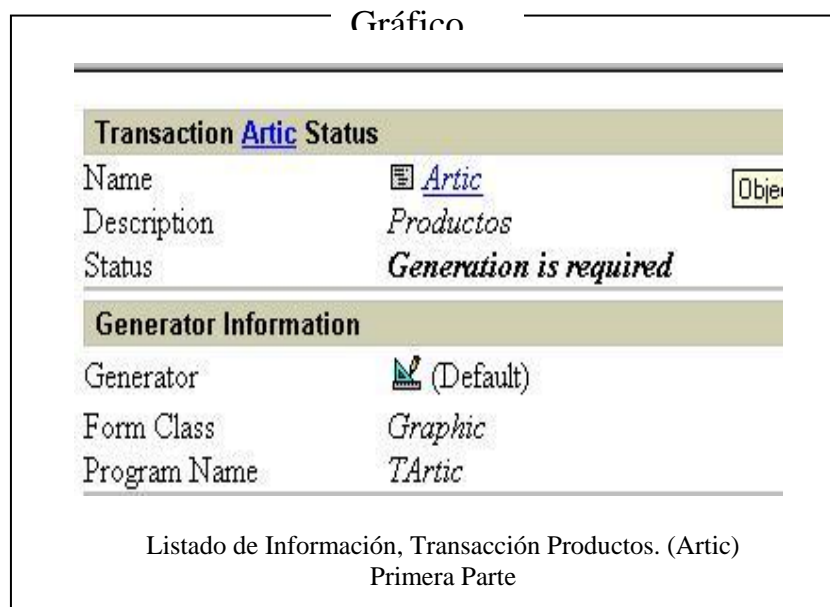 Gráfico
Transaction Artic Status
Name Artic
Description Productos
Status Generation is required
Generator Information
Generator (Default)
Form Class Graphic
Program Name TArtic
Listado de Información, Transacción Productos. (Artic)
Primera Parte